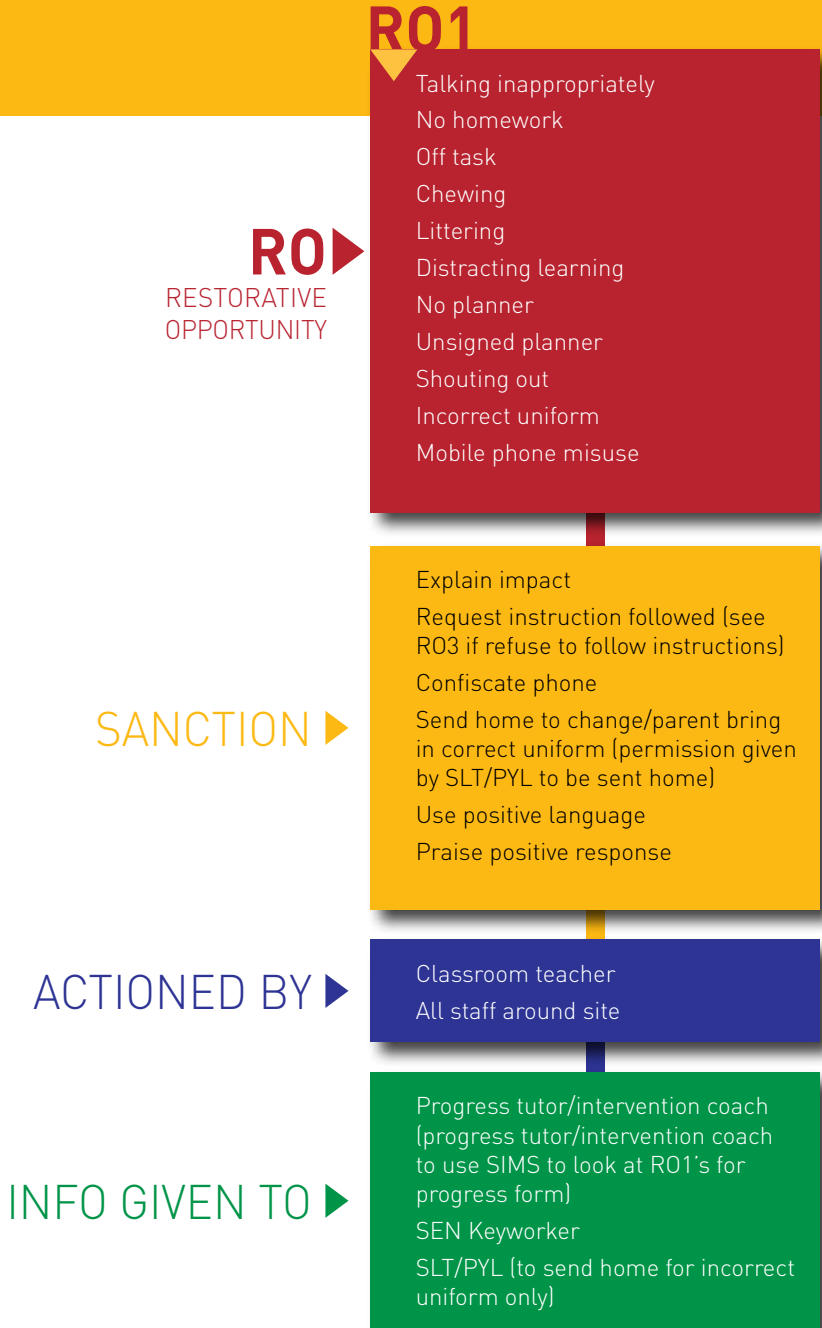 RO1
RO
RESTORATIVE
OPPORTUNITY
Talking inappropriately
No homework
Off task
Chewing
Littering
Distracting learning
No planner
Unsigned planner
Shouting out
Incorrect uniform
Mobile phone misuse
SANCTION
Explain impact
Request instruction followed (see
RO3 if refuse to follow instructions)
Confiscate phone
Send home to change/parent bring
in correct uniform (permission given
by SLT/PYL to be sent home)
Use positive language
Praise positive response
ACTIONED BY
Classroom teacher
All staff around site
INFO GIVEN TO
Progress tutor/intervention coach
(progress tutor/intervention coach
to use SIMS to look at RO1's for
progress form)
SEN Keyworker
SLT/PYL (to send home for incorrect
uniform only)